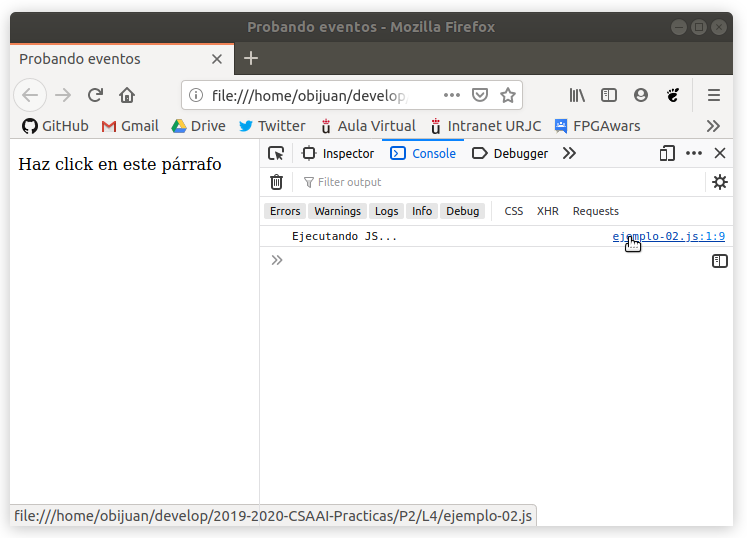 Probando eventos - Mozilla Firefox
Probando eventos
file:///home/obijuan/develop
GitHub Gmail Drive Twitter Aula Virtual Intranet URJC FPGAwars
Haz click en este párrafo
Inspector Console Debugger
Filter output
Errors Warnings Logs Info Debug CSS XHR Requests
Ejecutando JS... ejemplo-02.js:1:9
file:///home/obijuan/develop/2019-2020-CSAAI-Practicas/P2/L4/ejemplo-02.js